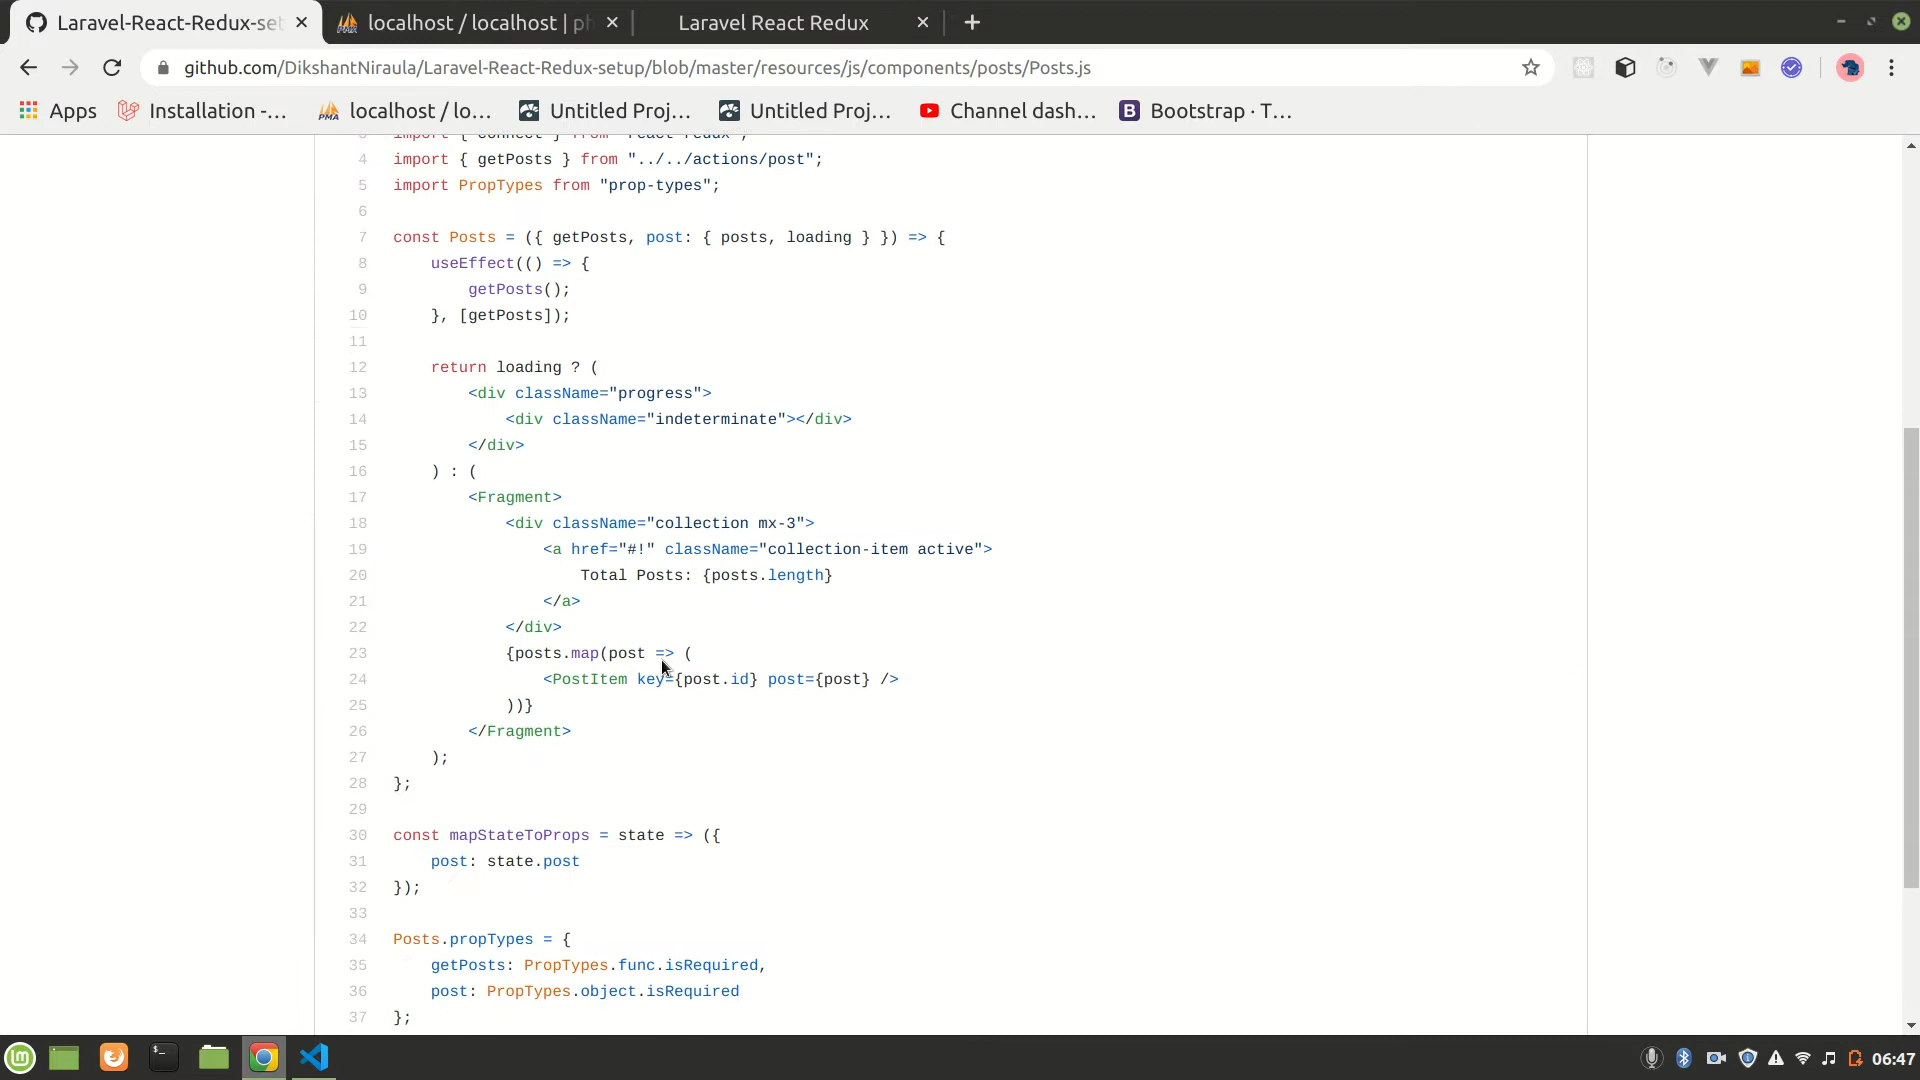 Laravel-React-Redux-set
localhost / localhost | ph
Laravel React Redux
github.com/DikshantNiraula/Laravel-React-Redux-setup/blob/master/resources/js/components/posts/Posts.js
Apps
Installation -...
localhost / lo...
Untitled Proj...
Untitled Proj...
Channel dash...
B Bootstrap · T...
3 import { connect } from "react-redux";
4 import { getPosts } from "../../actions/post";
5 import PropTypes from "prop-types";
6
7 const Posts = ({ getPosts, post: { posts, loading } }) => {
8 useEffect(() => {
9 getPosts();
10 }, [getPosts]);
11
12 return loading ? (
13 <div className="progress">
14 <div className="indeterminate"></div>
15 </div>
16 ) : (
17 <Fragment>
18 <div className="collection mx-3">
19 <a href="#!" className="collection-item active">
20 Total Posts: {posts.length}
21 </a>
22 </div>
23 {posts.map(post => (
24 <PostItem key={post.id} post={post} />
25 ))}
26 </Fragment>
27 );
28 };
29
30 const mapStateToProps = state => ({
31 post: state.post
32 });
33
34 Posts.propTypes = {
35 getPosts: PropTypes.func.isRequired,
36 post: PropTypes.object.isRequired
37 };
06:47